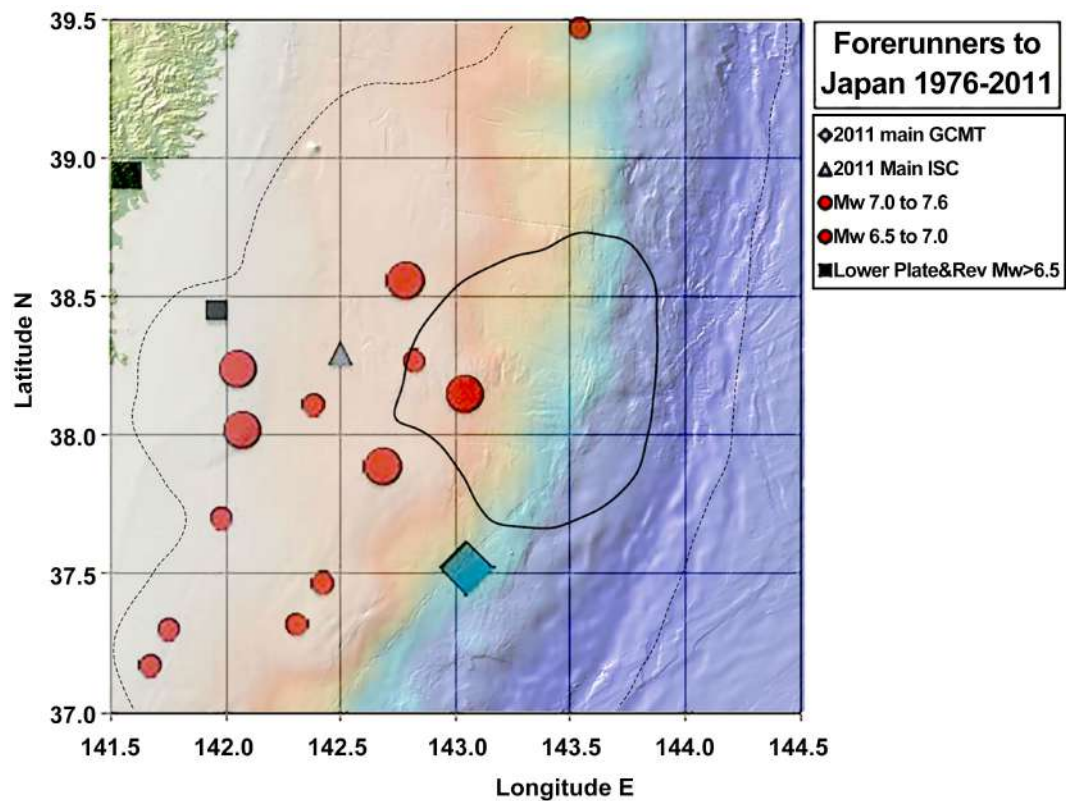 39.5
39.0
38.5
38.0
37.5
37.0
Latitude N
141.5 142.0 142.5 143.0 143.5 144.0 144.5
Longitude E
Forerunners to
Japan 1976-2011
2011 main GCMT
2011 Main ISC
Mw 7.0 to 7.6
Mw 6.5 to 7.0
Lower Plate&Rev Mw>6.5